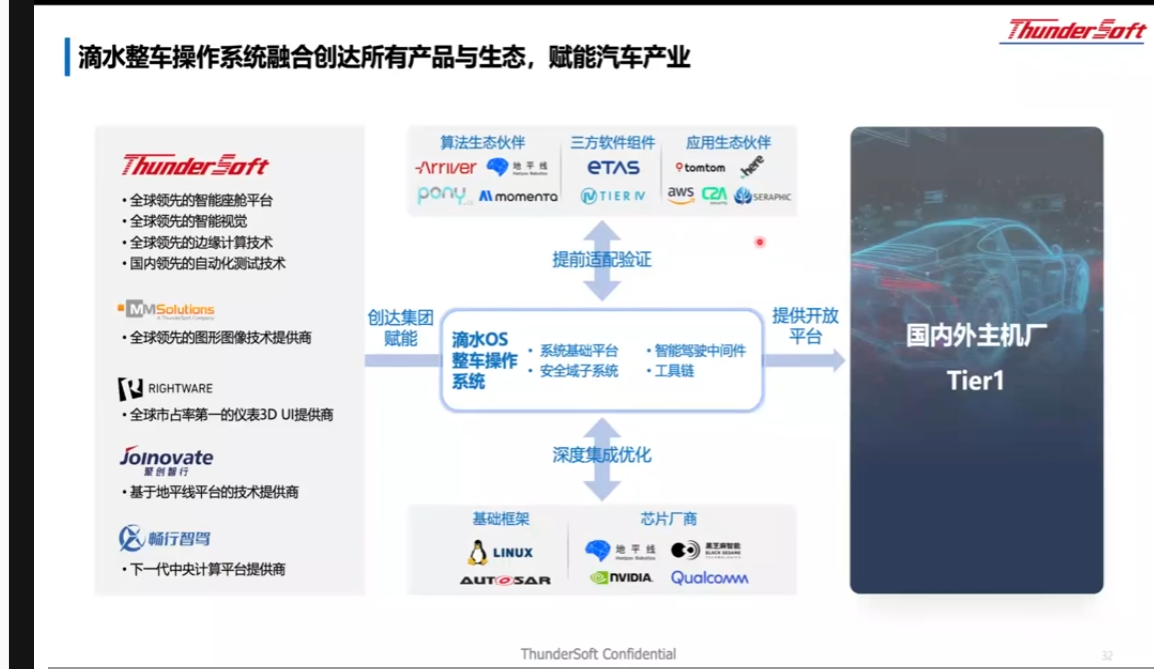 ThunderSoft
滴水整车操作系统融合创达所有产品与生态，赋能汽车产业
ThunderSoft
• 全球领先的智能座舱平台
• 全球领先的智能视觉
• 全球领先的边缘计算技术
• 国内领先的自动化测试技术
MMSolutions
A ThunderSoft Company
• 全球领先的图形图像技术提供商
RIGHTWARE
• 全球市占率第一的仪表3D UI提供商
Joinovate
聚创智行
• 基于地平线平台的技术提供商
畅行智驾
• 下一代中央计算平台提供商
算法生态伙伴
Arriver
地平线
Horizon Robotics
pony.ai
momenta
三方软件组件
ETAS
TIER IV
应用生态伙伴
tomtom
here
aws
C2A
SERAPHIC
提前适配验证
创达集团
赋能
滴水OS
整车操作
系统
• 系统基础平台
• 智能驾驶中间件
• 安全域子系统
• 工具链
提供开放
平台
深度集成优化
基础框架
LINUX
AUTOSAR
芯片厂商
地平线
Horizon Robotics
黑芝麻智能
BLACK SESAME
TECHNOLOGIES
NVIDIA
Qualcomm
国内外主机厂
Tier1
ThunderSoft Confidential
32